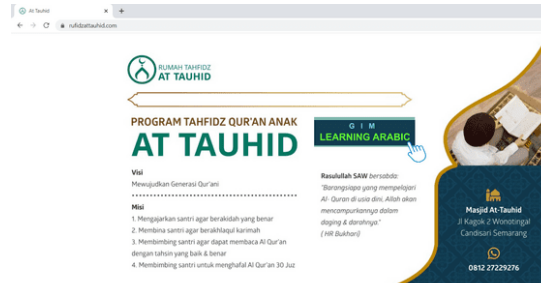 At Tauhid
rufidzattauhid.com
RUMAH TAHFIDZ
AT TAUHID
PROGRAM TAHFIDZ QUR'AN ANAK
AT TAUHID
Visi
Mewujudkan Generasi Qur'ani
Misi
1. Mengajarkan santri agar berakidah yang benar
2. Membina santri agar berakhlaqul karimah
3. Membimbing santri agar dapat membaca Al Qur'an
dengan tahsin yang baik & benar
4. Membimbing santri untuk menghafal Al Qur'an 30 Juz
G I M
LEARNING ARABIC
Rasulullah SAW bersabda:
"Barangsiapa yang mempelajari
Al- Quran di usia dini, Allah akan
mencampurkannya dalam
daging & darahnya."
( HR Bukhari)
Masjid At-Tauhid
Jl Kagok 2 Wonotingal
Candisari Semarang
0812 27229276